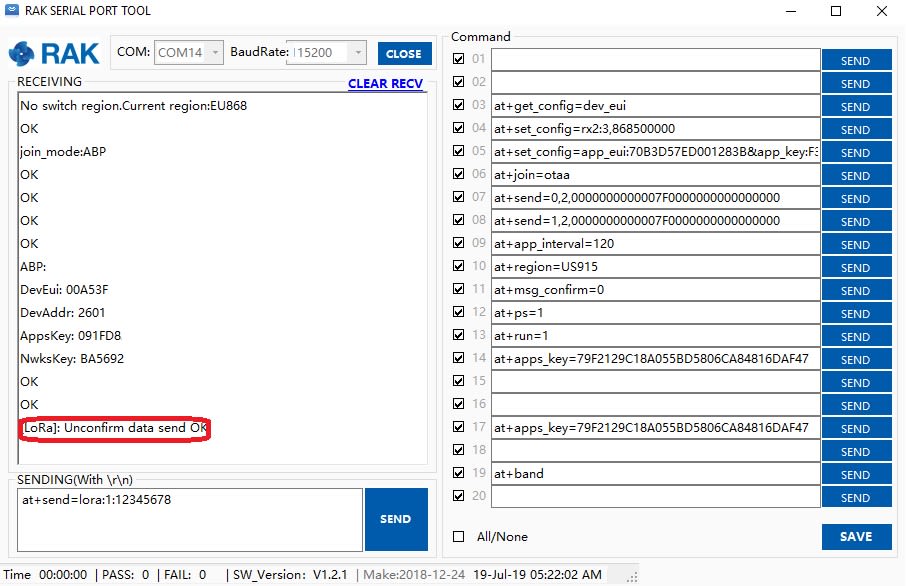 RAK SERIAL PORT TOOL
RAK
COM: COM14 BaudRate: 115200 CLOSE
RECEIVING CLEAR RECV
No switch region.Current region:EU868
OK
join_mode:ABP
OK
OK
OK
OK
ABP:
DevEui: 00A53F
DevAddr: 2601
AppsKey: 091FD8
NwksKey: BA5692
OK
OK
[LoRa]: Unconfirm data send OK
SENDING(With \r\n)
at+send=lora:1:12345678
SEND
Command
01 SEND
02 SEND
03 at+get_config=dev_eui SEND
04 at+set_config=rx2:3,868500000 SEND
05 at+set_config=app_eui:70B3D57ED001283B&app_key:F3 SEND
06 at+join=otaa SEND
07 at+send=0,2,0000000000007F0000000000000000 SEND
08 at+send=1,2,0000000000007F0000000000000000 SEND
09 at+app_interval=120 SEND
10 at+region=US915 SEND
11 at+msg_confirm=0 SEND
12 at+ps=1 SEND
13 at+run=1 SEND
14 at+apps_key=79F2129C18A055BD5806CA84816DAF47 SEND
15 SEND
16 SEND
17 at+apps_key=79F2129C18A055BD5806CA84816DAF47 SEND
18 SEND
19 at+band SEND
20 SEND
All/None SAVE
Time 00:00:00 | PASS: 0 | FAIL: 0 | SW_Version: V1.2.1 | Make:2018-12-24 19-Jul-19 05:22:02 AM